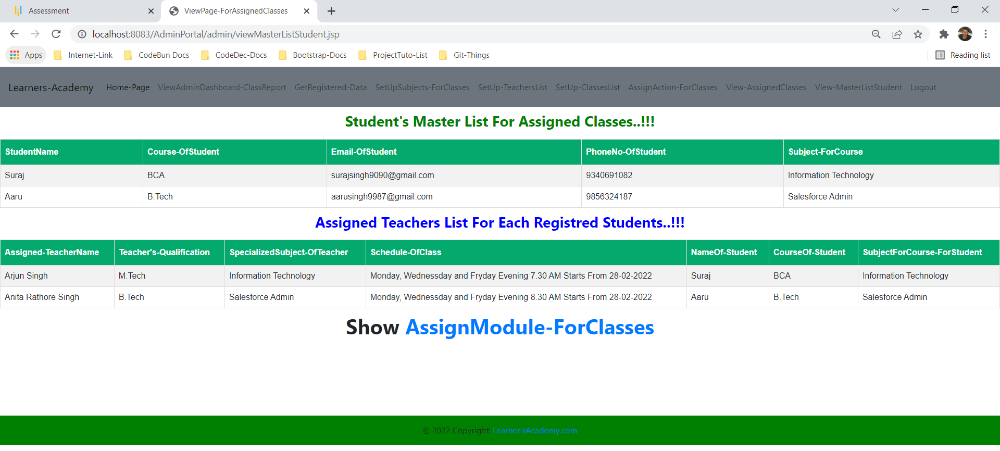 Assessment
ViewPage-ForAssignedClasses
localhost:8083/AdminPortal/admin/viewMasterListStudent.jsp
Apps Internet-Link CodeBun Docs CodeDec-Docs Bootstrap-Docs ProjectTuto-List Git-Things Reading list
Learners-Academy Home-Page ViewAdminDashboard-ClassReport GetRegistered-Data SetUpSubjects-ForClasses SetUp-TeachersList SetUp-ClassesList AssignAction-ForClasses View-AssignedClasses View-MasterListStudent Logout
Student's Master List For Assigned Classes..!!!
StudentName Course-OfStudent Email-OfStudent PhoneNo-OfStudent Subject-ForCourse
Suraj BCA surajsingh9090@gmail.com 9340691082 Information Technology
Aaru B.Tech aarusingh9987@gmail.com 9856324187 Salesforce Admin
Assigned Teachers List For Each Registred Students..!!!
Assigned-TeacherName Teacher's-Qualification SpecializedSubject-OfTeacher Schedule-OfClass NameOf-Student CourseOf-Student SubjectForCourse-ForStudent
Arjun Singh M.Tech Information Technology Monday, Wednessday and Fryday Evening 7.30 AM Starts From 28-02-2022 Suraj BCA Information Technology
Anita Rathore Singh B.Tech Salesforce Admin Monday, Wednessday and Fryday Evening 8.30 AM Starts From 28-02-2022 Aaru B.Tech Salesforce Admin
Show AssignModule-ForClasses
© 2022 Copyright: Learner'sAcademy.com